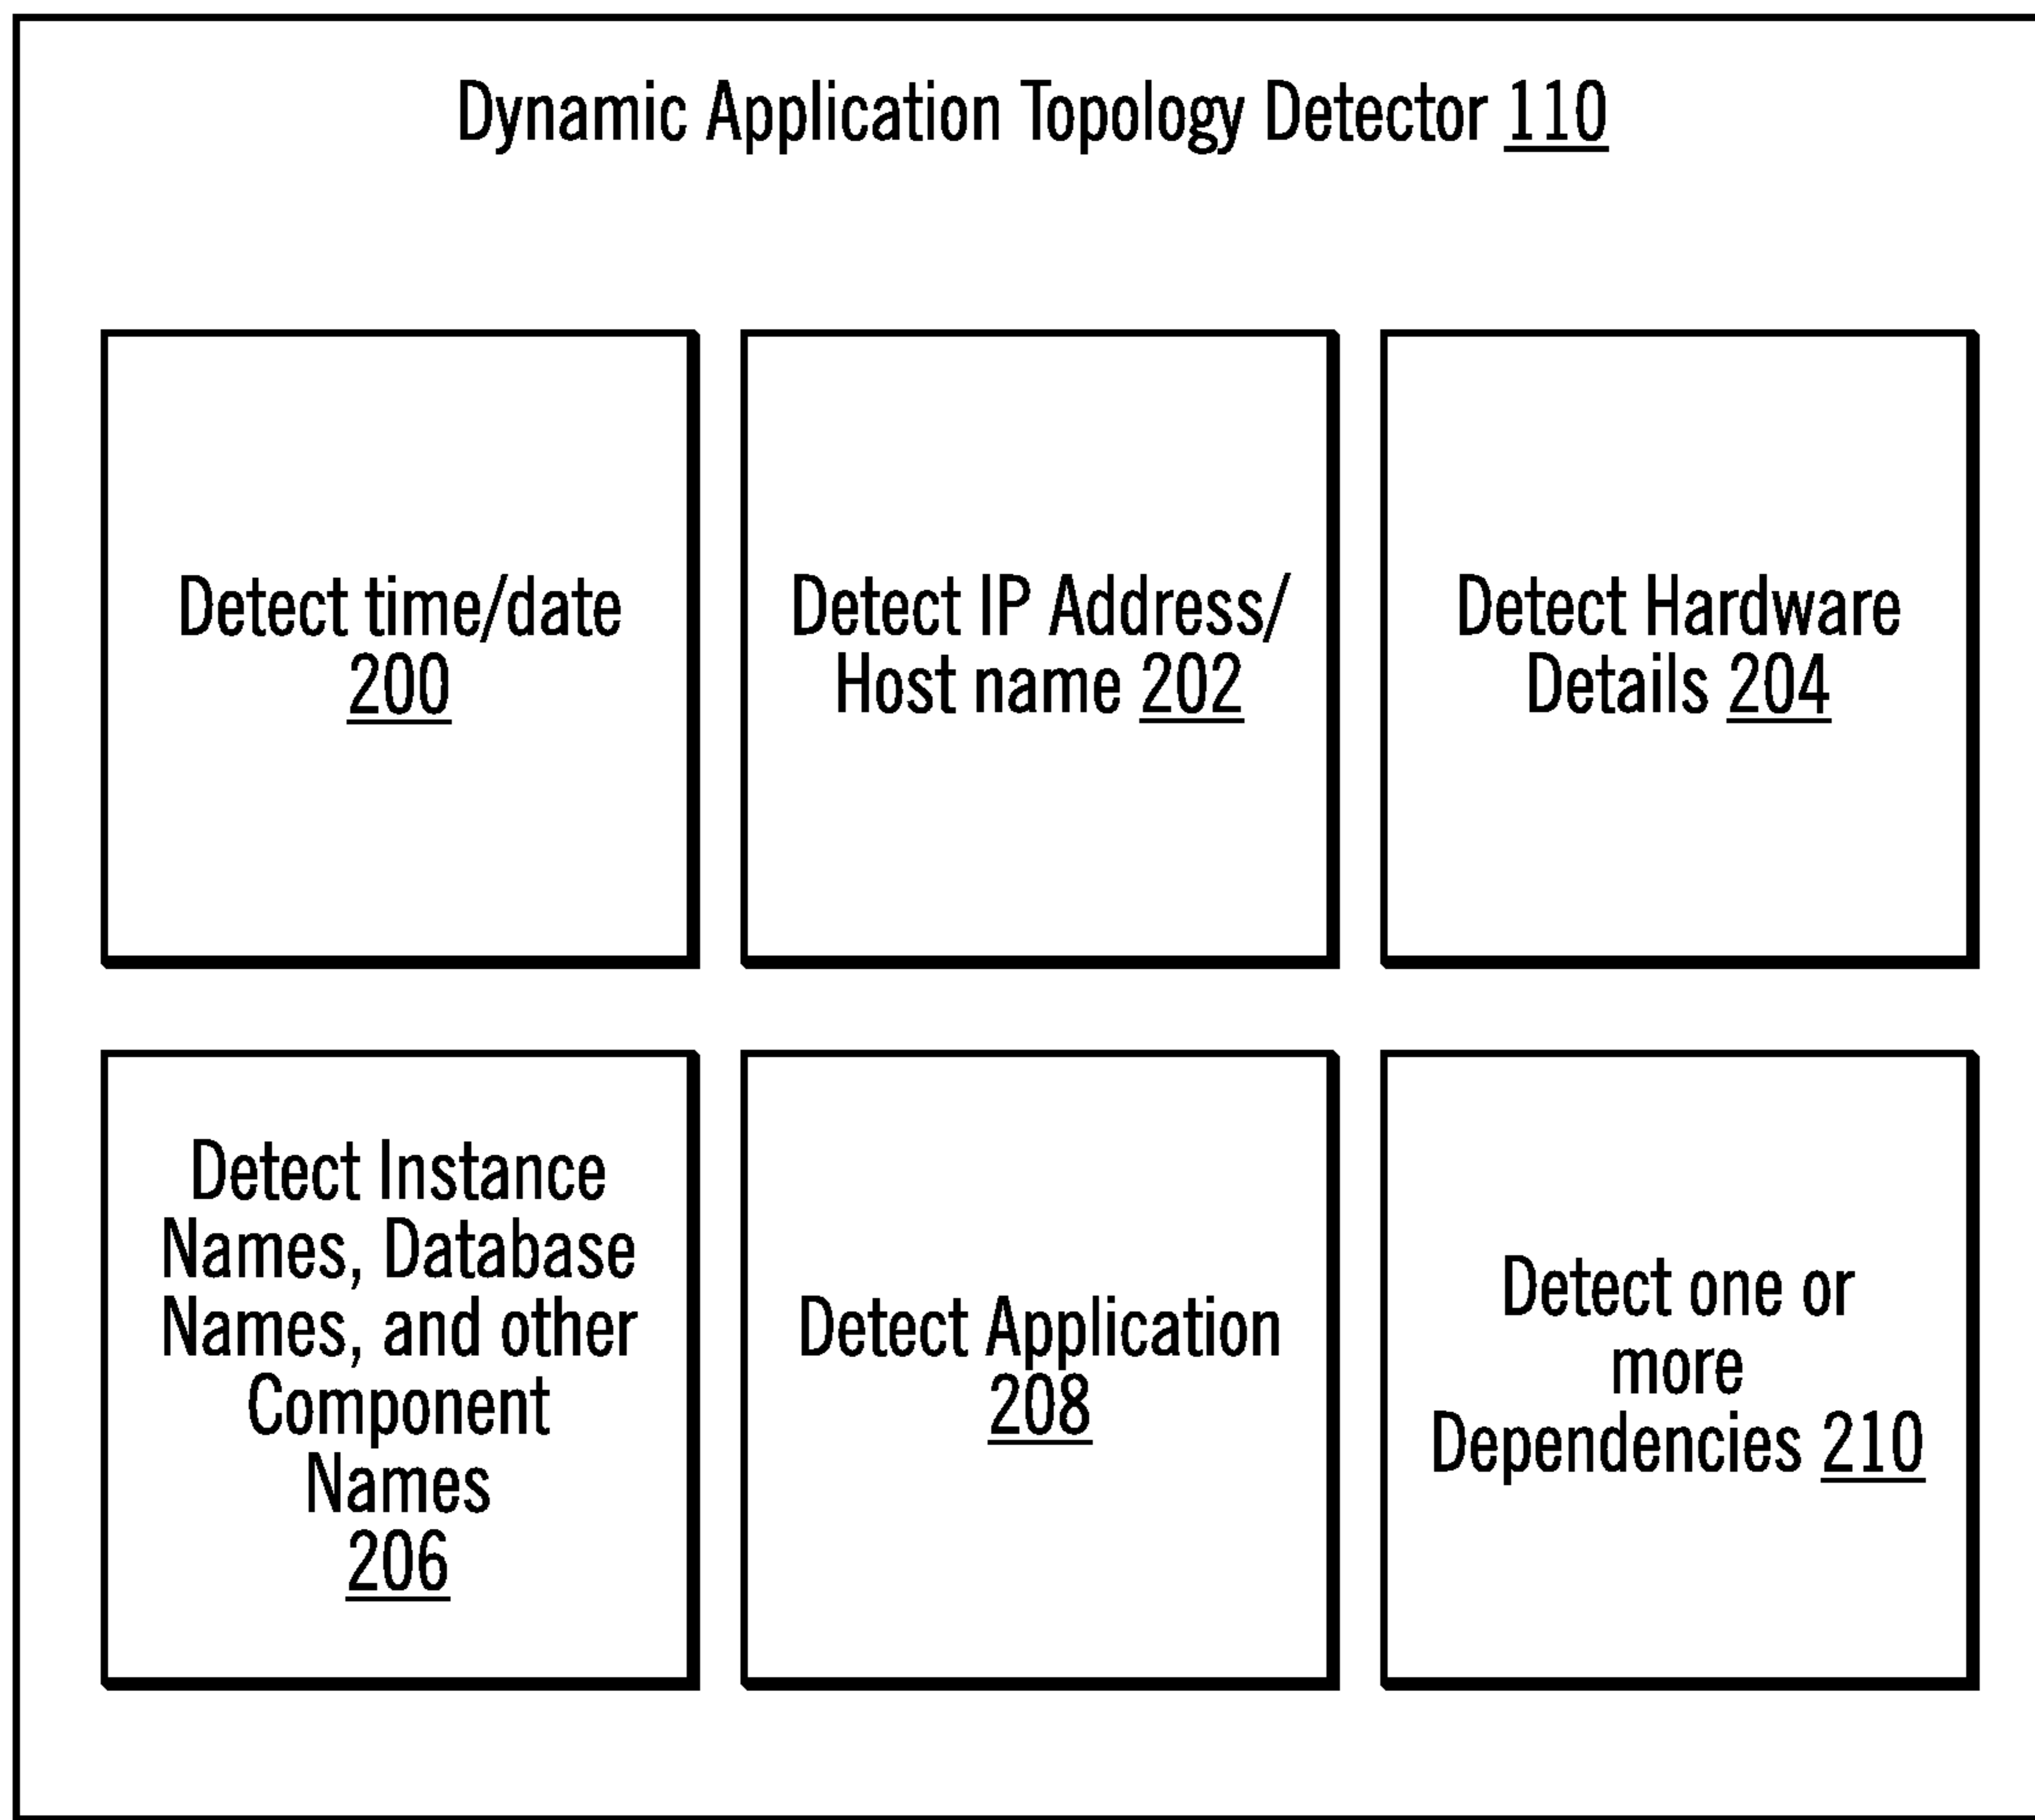 Dynamic Application Topology Detector 110
Detect time/date
200
Detect IP Address/
Host name 202
Detect Hardware
Details 204
Detect Instance
Names, Database
Names, and other
Component
Names
206
Detect Application
208
Detect one or
more
Dependencies 210